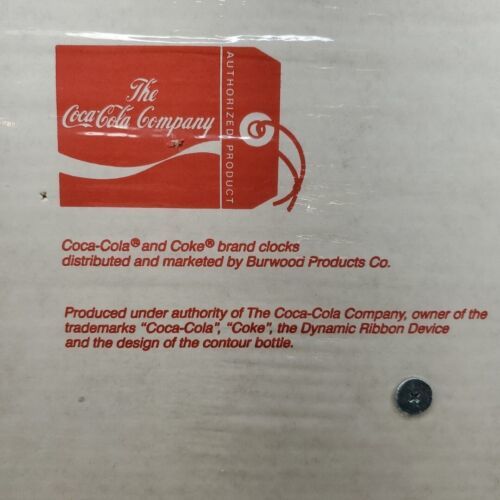 The
Coca-Cola Company
AUTHORIZED PRODUCT
Coca-Cola® and Coke® brand clocks
distributed and marketed by Burwood Products Co.
Produced under authority of The Coca-Cola Company, owner of the
trademarks "Coca-Cola", "Coke", the Dynamic Ribbon Device
and the design of the contour bottle.